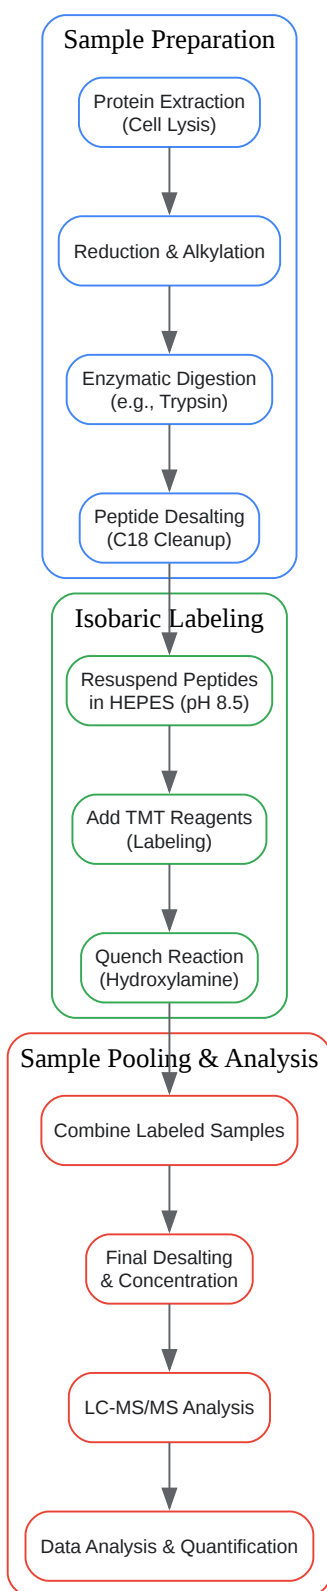 Sample Preparation
Protein Extraction
(Cell Lysis)
Reduction & Alkylation
Enzymatic Digestion
(e.g., Trypsin)
Peptide Desalting
(C18 Cleanup)
Isobaric Labeling
Resuspend Peptides
in HEPES (pH 8.5)
Add TMT Reagents
(Labeling)
Quench Reaction
(Hydroxylamine)
Sample Pooling & Analysis
Combine Labeled Samples
Final Desalting
& Concentration
LC-MS/MS Analysis
Data Analysis & Quantification